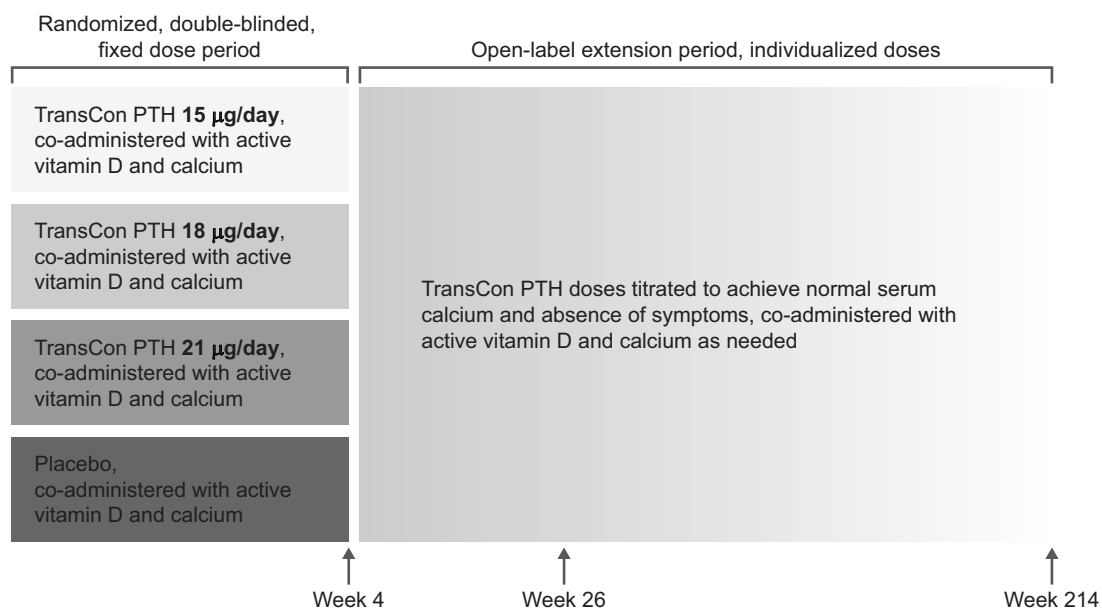 Randomized, double-blinded,
fixed dose period
Open-label extension period, individualized doses
TransCon PTH 15 μg/day,
co-administered with active
vitamin D and calcium
TransCon PTH 18 μg/day,
co-administered with active
vitamin D and calcium
TransCon PTH 21 μg/day,
co-administered with active
vitamin D and calcium
Placebo,
co-administered with active
vitamin D and calcium
TransCon PTH doses titrated to achieve normal serum
calcium and absence of symptoms, co-administered with
active vitamin D and calcium as needed
Week 4
Week 26
Week 214